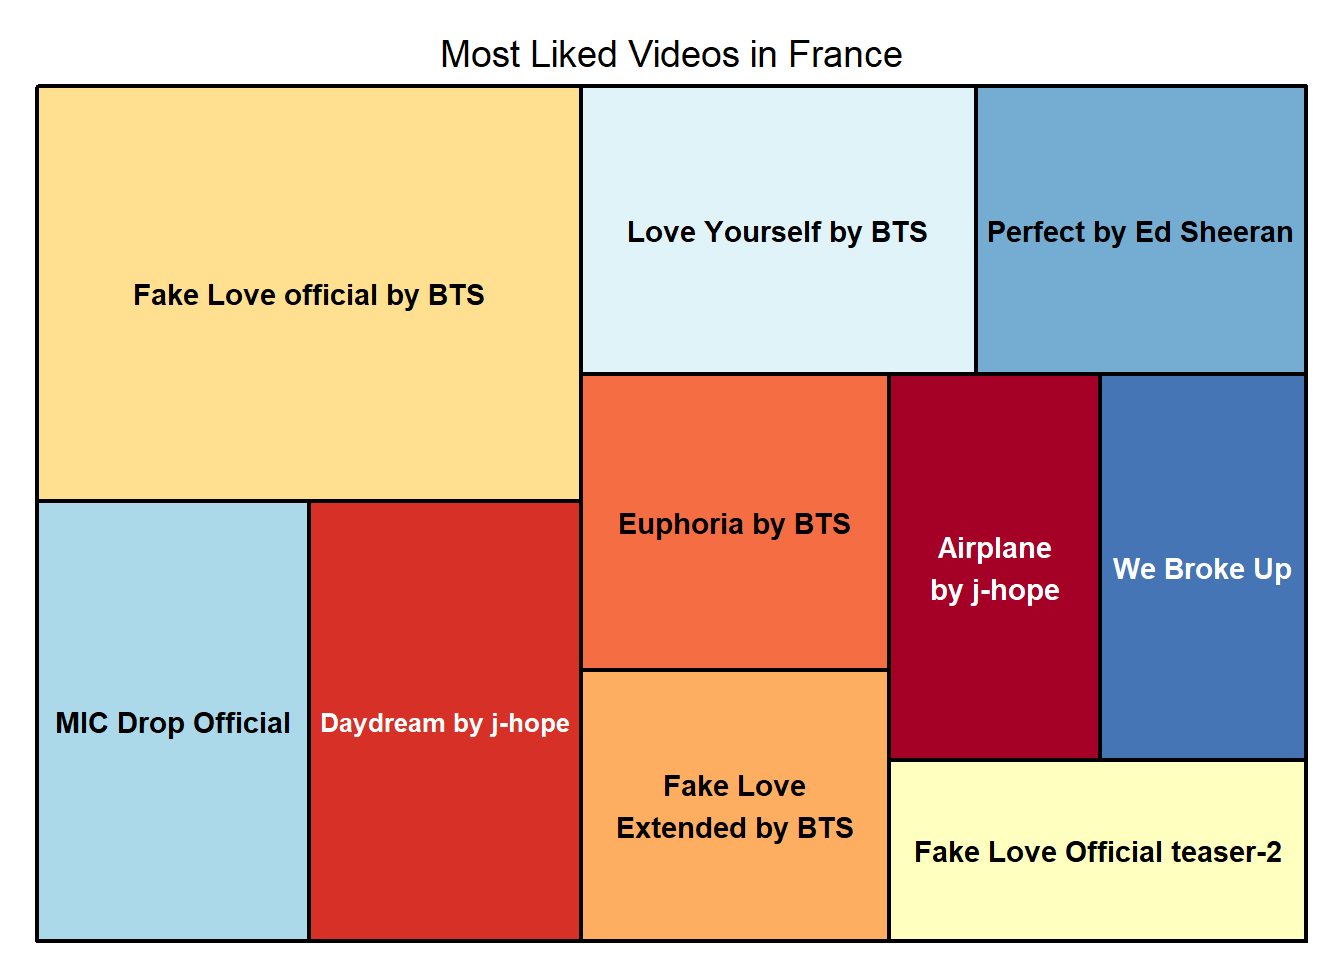 Most Liked Videos in France
Fake Love official by BTS
Love Yourself by BTS
Perfect by Ed Sheeran
MIC Drop Official
Daydream by j-hope
Euphoria by BTS
Airplane
by j-hope
We Broke Up
Fake Love
Extended by BTS
Fake Love Official teaser-2